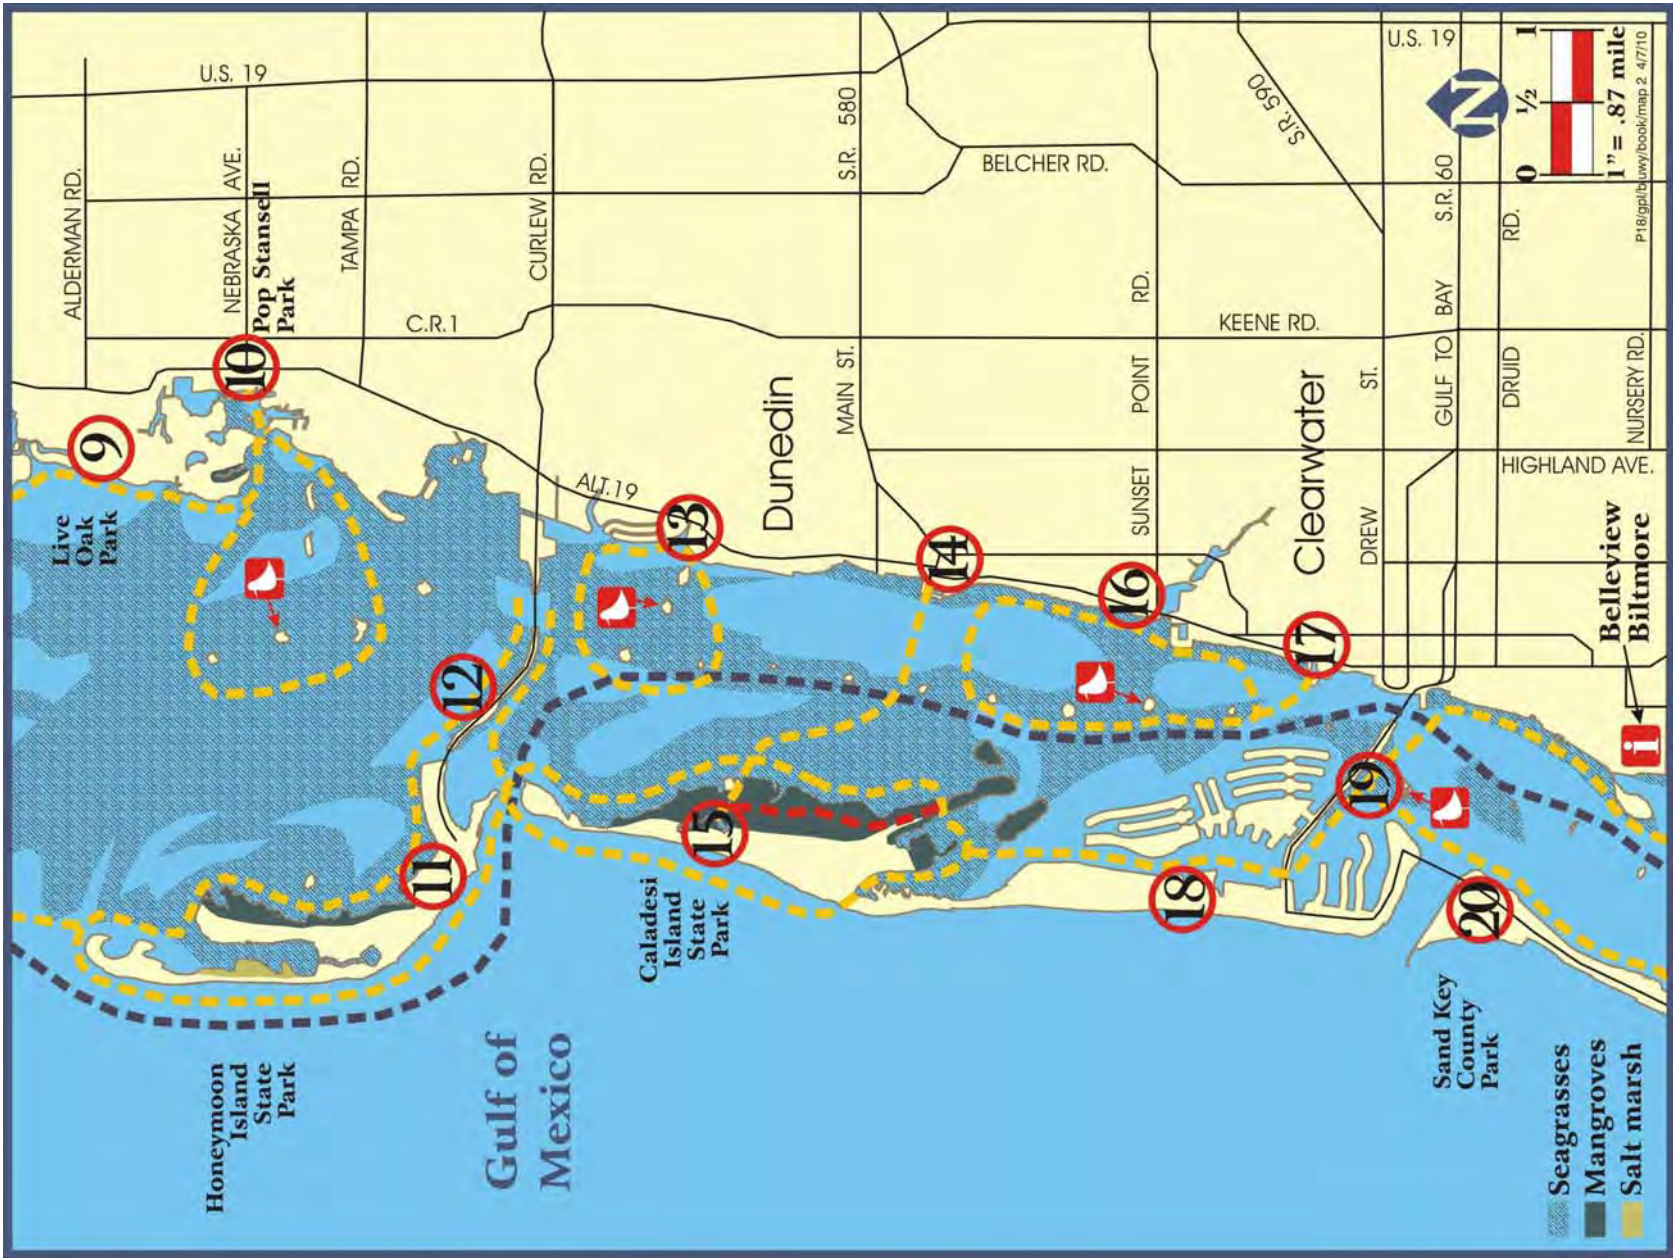 U.S. 19
ALDERMAN RD.
NEBRASKA AVE.
Pop Stansell
Park
TAMPA RD.
CURLEW RD.
C.R.1
S.R. 580
MAIN ST.
BELCHER RD.
S.R. 590
U.S. 19
N
0 ½ 1
1" = .87 mile
P18/gpl/bluwy/book/map 2 4/7/10
S.R. 60
GULF TO BAY
DRUID RD.
NURSERY RD.
KEENE RD.
SUNSET POINT RD.
DREW ST.
HIGHLAND AVE.
ALT.19
Dunedin
Clearwater
Live
Oak
Park
9
10
11
12
13
14
15
16
17
18
19
20
Belleview
Biltmore
i
Honeymoon
Island
State
Park
Gulf of
Mexico
Caladesi
Island
State
Park
Sand Key
County
Park
Seagrasses
Mangroves
Salt marsh